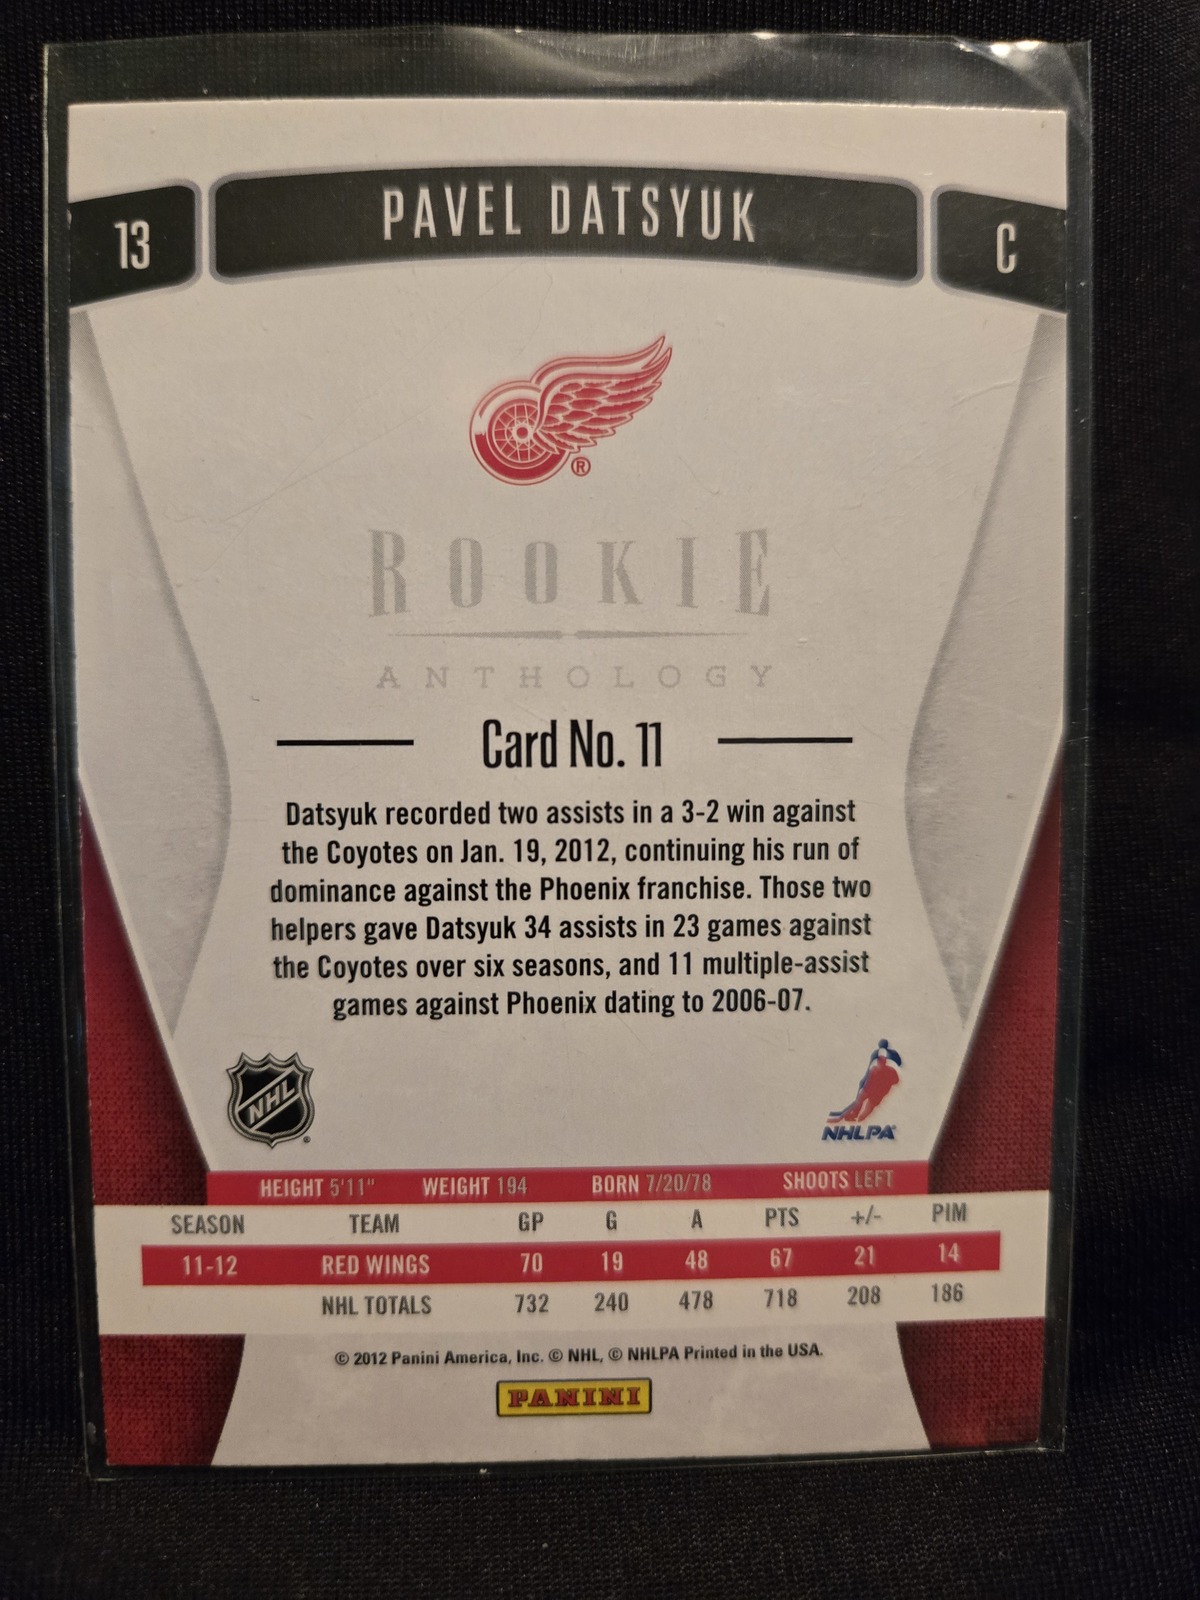 13 PAVEL DATSYUK C
®
ROOKIE
ANTHOLOGY
Card No. 11
Datsyuk recorded two assists in a 3-2 win against
the Coyotes on Jan. 19, 2012, continuing his run of
dominance against the Phoenix franchise. Those two
helpers gave Datsyuk 34 assists in 23 games against
the Coyotes over six seasons, and 11 multiple-assist
games against Phoenix dating to 2006-07.
NHL NHLPA
HEIGHT 5'11" WEIGHT 194 BORN 7/20/78 SHOOTS LEFT
SEASON TEAM GP G A PTS +/- PIM
11-12 RED WINGS 70 19 48 67 21 14
NHL TOTALS 732 240 478 718 208 186
© 2012 Panini America, Inc. © NHL, © NHLPA Printed in the USA.
PANINI